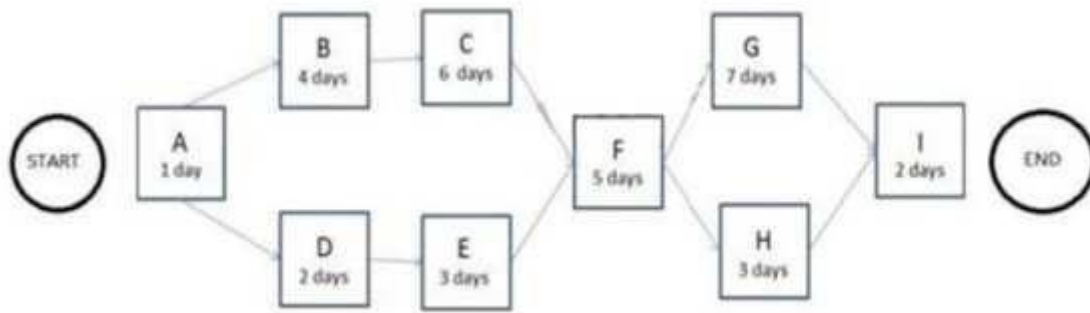 START
A
1 day
B
4 days
C
6 days
D
2 days
E
3 days
F
5 days
G
7 days
H
3 days
I
2 days
END